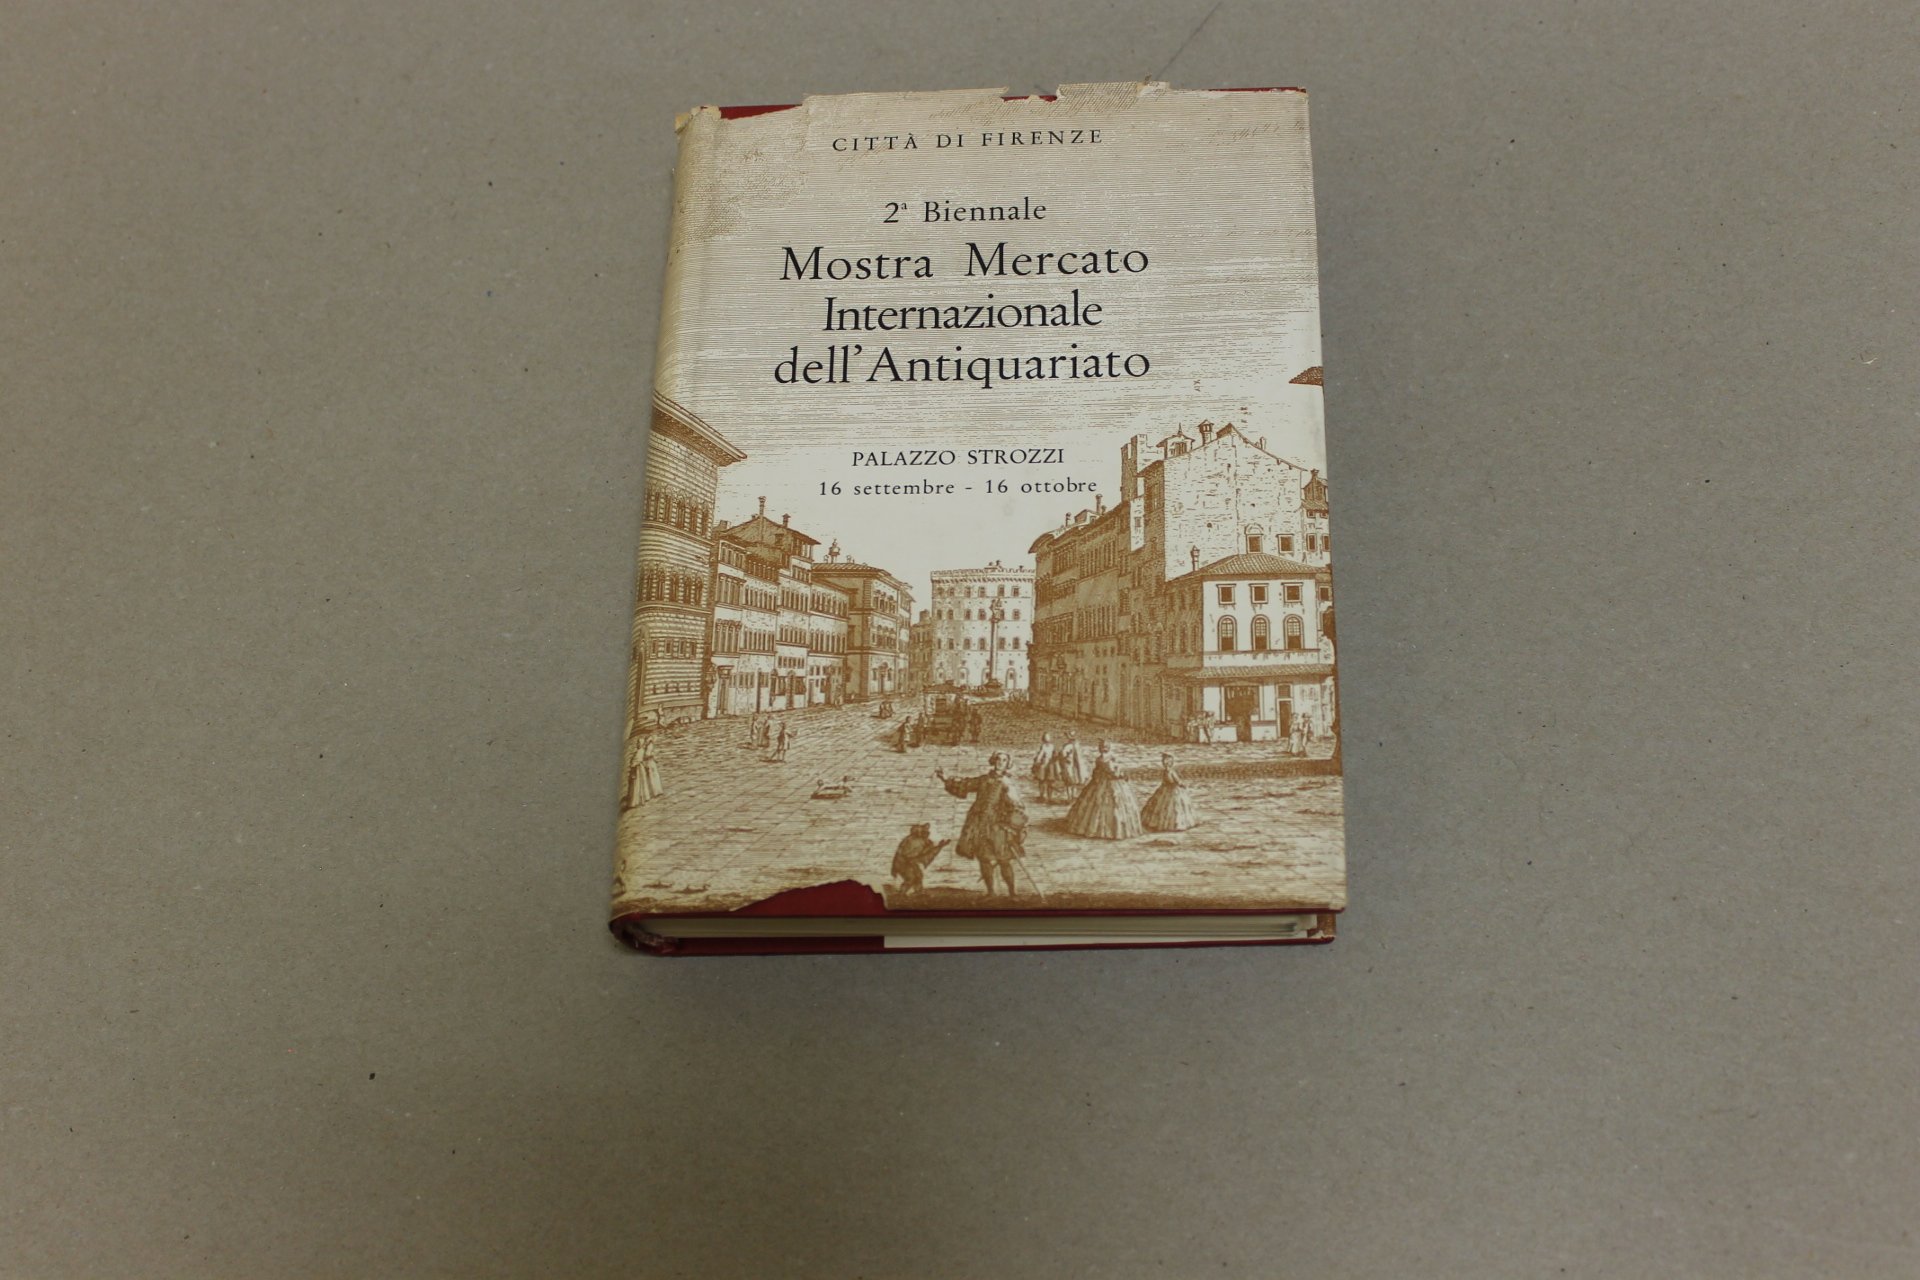 CITTÀ DI FIRENZE
2ª Biennale
Mostra Mercato
Internazionale
dell'Antiquariato
PALAZZO STROZZI
16 settembre - 16 ottobre